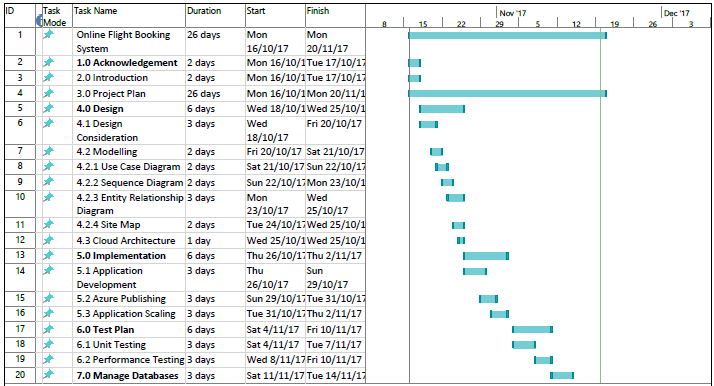 ID Task Mode Task Name Duration Start Finish
Nov '17 Dec '17
8 15 22 29 5 12 19 26 3
1 Online Flight Booking System 26 days Mon 16/10/17 Mon 20/11/17
2 1.0 Acknowledgement 2 days Mon 16/10/1 Tue 17/10/17
3 2.0 Introduction 2 days Mon 16/10/1 Tue 17/10/17
4 3.0 Project Plan 26 days Mon 16/10/1 Mon 20/11/1
5 4.0 Design 6 days Wed 18/10/1 Wed 25/10/1
6 4.1 Design Consideration 3 days Wed 18/10/17 Fri 20/10/17
7 4.2 Modelling 2 days Fri 20/10/17 Sat 21/10/17
8 4.2.1 Use Case Diagram 2 days Sat 21/10/17 Sun 22/10/17
9 4.2.2 Sequence Diagram 2 days Sun 22/10/17 Mon 23/10/1
10 4.2.3 Entity Relationship Diagram 3 days Mon 23/10/17 Wed 25/10/17
11 4.2.4 Site Map 2 days Tue 24/10/17 Wed 25/10/1
12 4.3 Cloud Architecture 1 day Wed 25/10/1 Wed 25/10/1
13 5.0 Implementation 6 days Thu 26/10/17 Thu 2/11/17
14 5.1 Application Development 3 days Thu 26/10/17 Sun 29/10/17
15 5.2 Azure Publishing 3 days Sun 29/10/17 Tue 31/10/17
16 5.3 Application Scaling 3 days Tue 31/10/17 Thu 2/11/17
17 6.0 Test Plan 6 days Sat 4/11/17 Fri 10/11/17
18 6.1 Unit Testing 3 days Sat 4/11/17 Tue 7/11/17
19 6.2 Performance Testing 3 days Wed 8/11/17 Fri 10/11/17
20 7.0 Manage Databases 3 days Sat 11/11/17 Tue 14/11/17